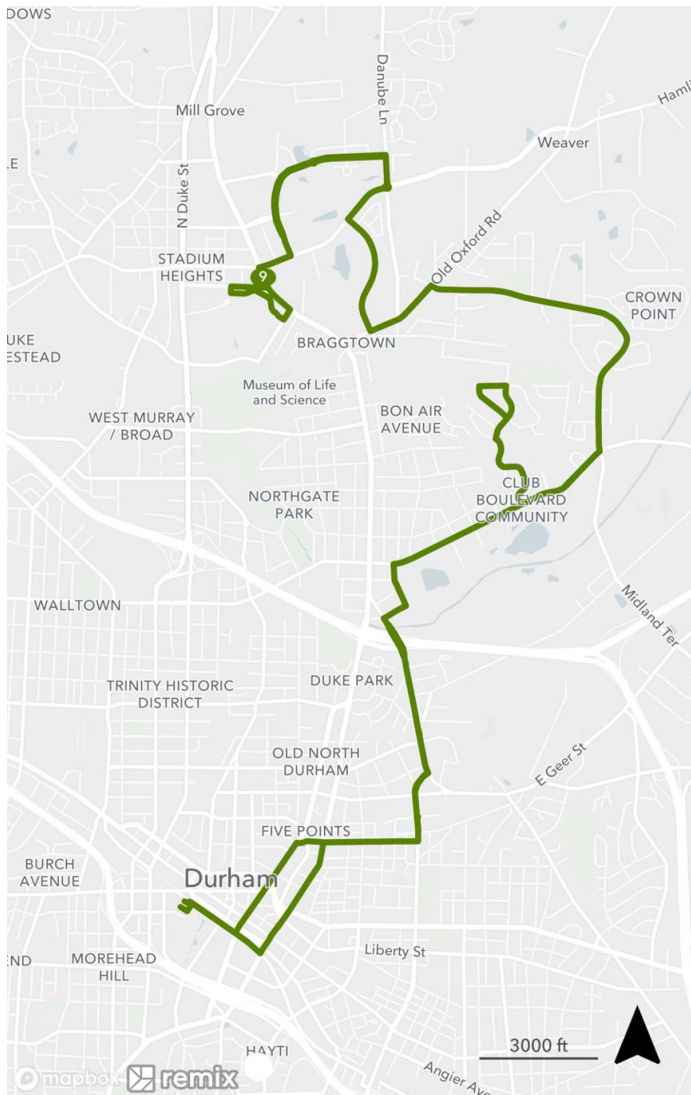 DOWS
Danube Ln
Hamli
Mill Grove
Weaver
LE
N Duke St
Old Oxford Rd
STADIUM
HEIGHTS
9
CROWN
POINT
UKE
ESTEAD
BRAGGTOWN
Museum of Life
and Science
BON AIR
AVENUE
WEST MURRAY
/ BROAD
CLUB
BOULEVARD
COMMUNITY
NORTHGATE
PARK
WALLTOWN
Midland Ter
DUKE PARK
TRINITY HISTORIC
DISTRICT
OLD NORTH
DURHAM
E Geer St
FIVE POINTS
BURCH
AVENUE
Durham
Liberty St
END
MOREHEAD
HILL
3000 ft
HAYTI
Angier Ave
mapbox
remix